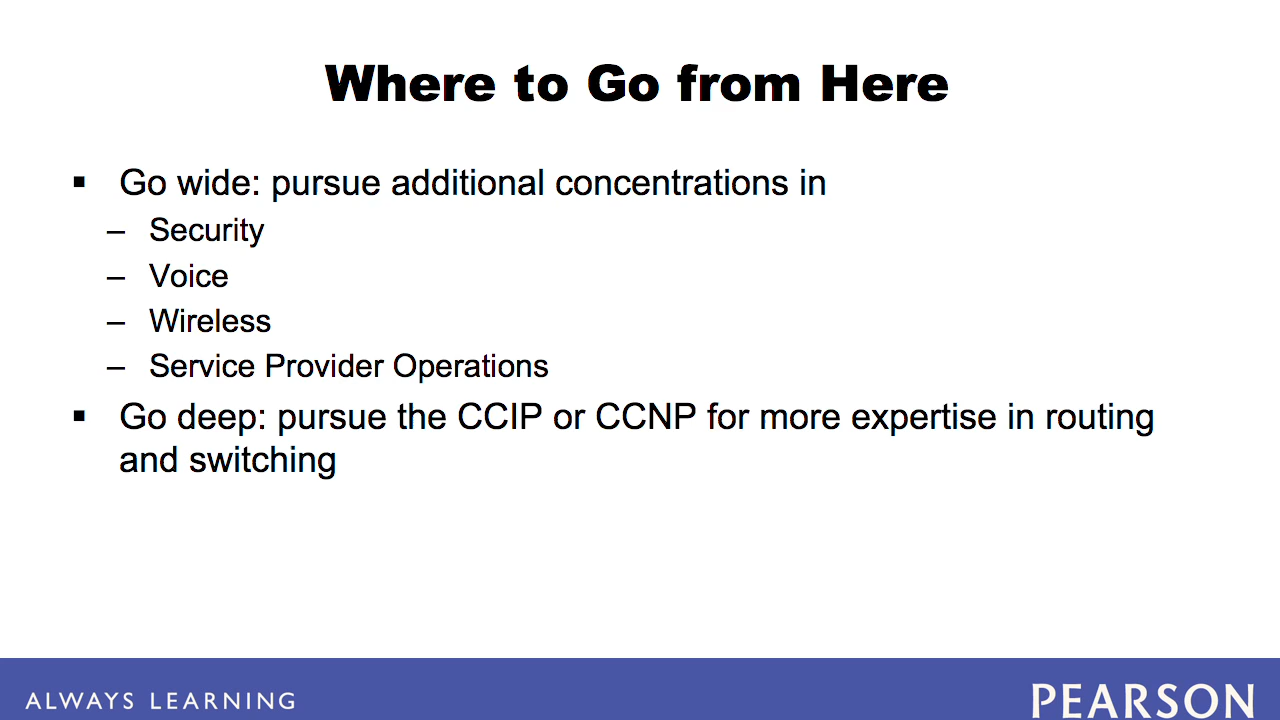 Where to Go from Here
▪ Go wide: pursue additional concentrations in
– Security
– Voice
– Wireless
– Service Provider Operations
▪ Go deep: pursue the CCIP or CCNP for more expertise in routing
and switching
ALWAYS LEARNING
PEARSON